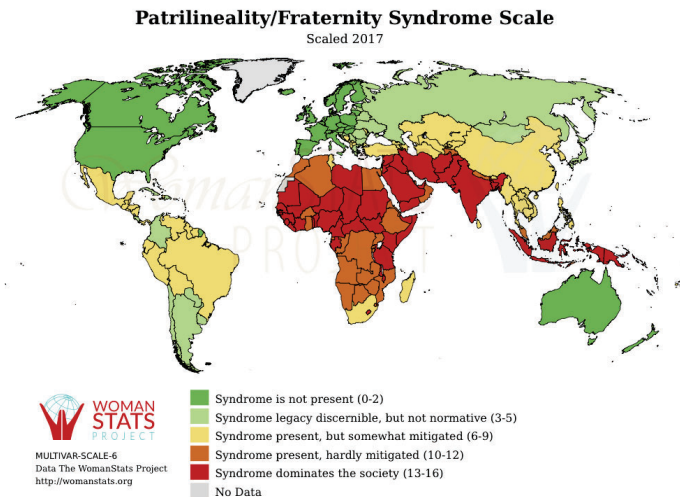 Patrilineality/Fraternity Syndrome Scale
Scaled 2017
Woman
PROJECT
WOMAN
STATS
PROJECT
MULTIVAR-SCALE-6
Data The WomanStats Project
http://womanstats.org
Syndrome is not present (0-2)
Syndrome legacy discernible, but not normative (3-5)
Syndrome present, but somewhat mitigated (6-9)
Syndrome present, hardly mitigated (10-12)
Syndrome dominates the society (13-16)
No Data